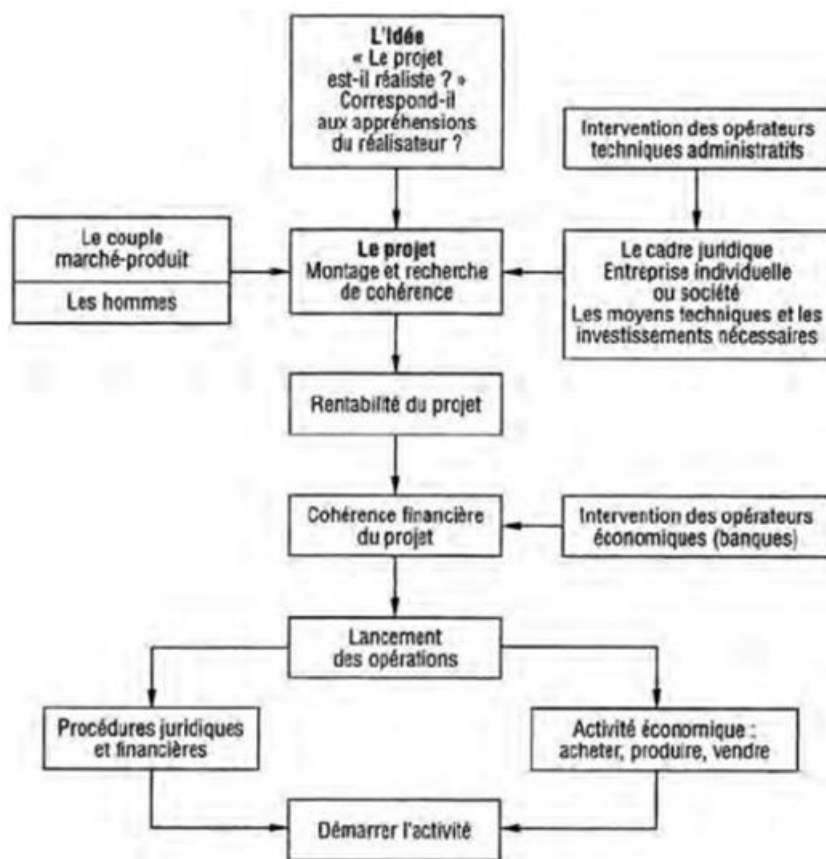 L'Idée
« Le projet
est-il réaliste ? »
Correspond-il
aux appréhensions
du réalisateur ?
Intervention des opérateurs
techniques administratifs
Le couple
marché-produit
Les hommes
Le projet
Montage et recherche
de cohérence
Le cadre juridique
Entreprise individuelle
ou société
Les moyens techniques et les
investissements nécessaires
Rentabilité du projet
Cohérence financière
du projet
Intervention des opérateurs
économiques (banques)
Lancement
des opérations
Procédures juridiques
et financières
Activité économique :
acheter, produire, vendre
Démarrer l'activité